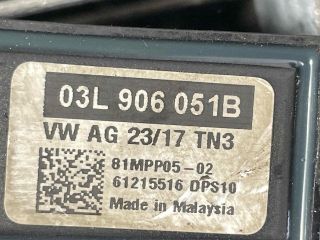 03L 906 051B
VW AG 23/17 TN3
81MPP05-02
61215516 DPS10
Made in Malaysia